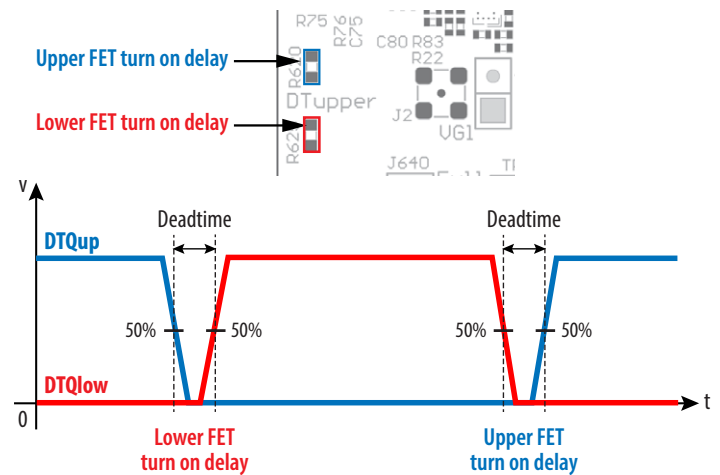 R75
R76
C75
C80 R83
R22
Upper FET turn on delay
DTupper
Lower FET turn on delay
J2
VG1
J640
v
Deadtime
Deadtime
DTQup
50%
50%
50%
50%
DTQlow
0
t
Lower FET
turn on delay
Upper FET
turn on delay